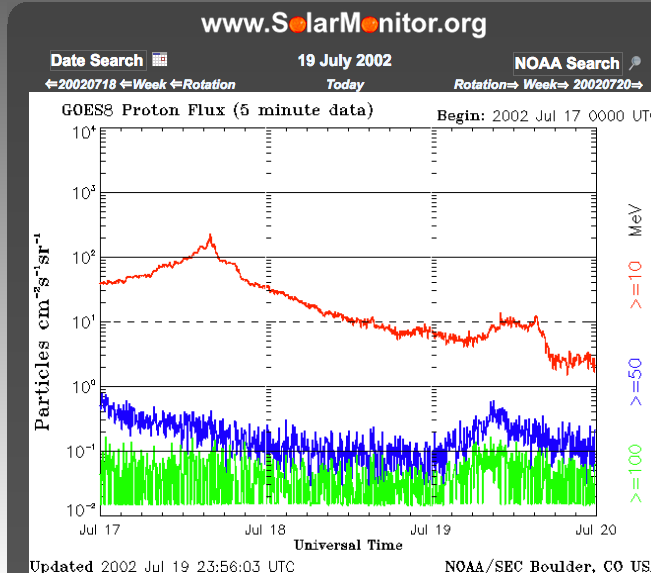 www.SolarMonitor.org
Date Search 19 July 2002 NOAA Search
⇐20020718 ⇐Week ⇐Rotation Today Rotation⇒ Week⇒ 20020720⇒
GOES8 Proton Flux (5 minute data) Begin: 2002 Jul 17 0000 UTC
Particles cm⁻²s⁻¹sr⁻¹
10⁴
10³
10²
10¹
10⁰
10⁻¹
10⁻²
>=10 MeV
>=50
>=100
Jul 17 Jul 18 Jul 19 Jul 20
Universal Time
Updated 2002 Jul 19 23:56:03 UTC NOAA/SEC Boulder, CO USA